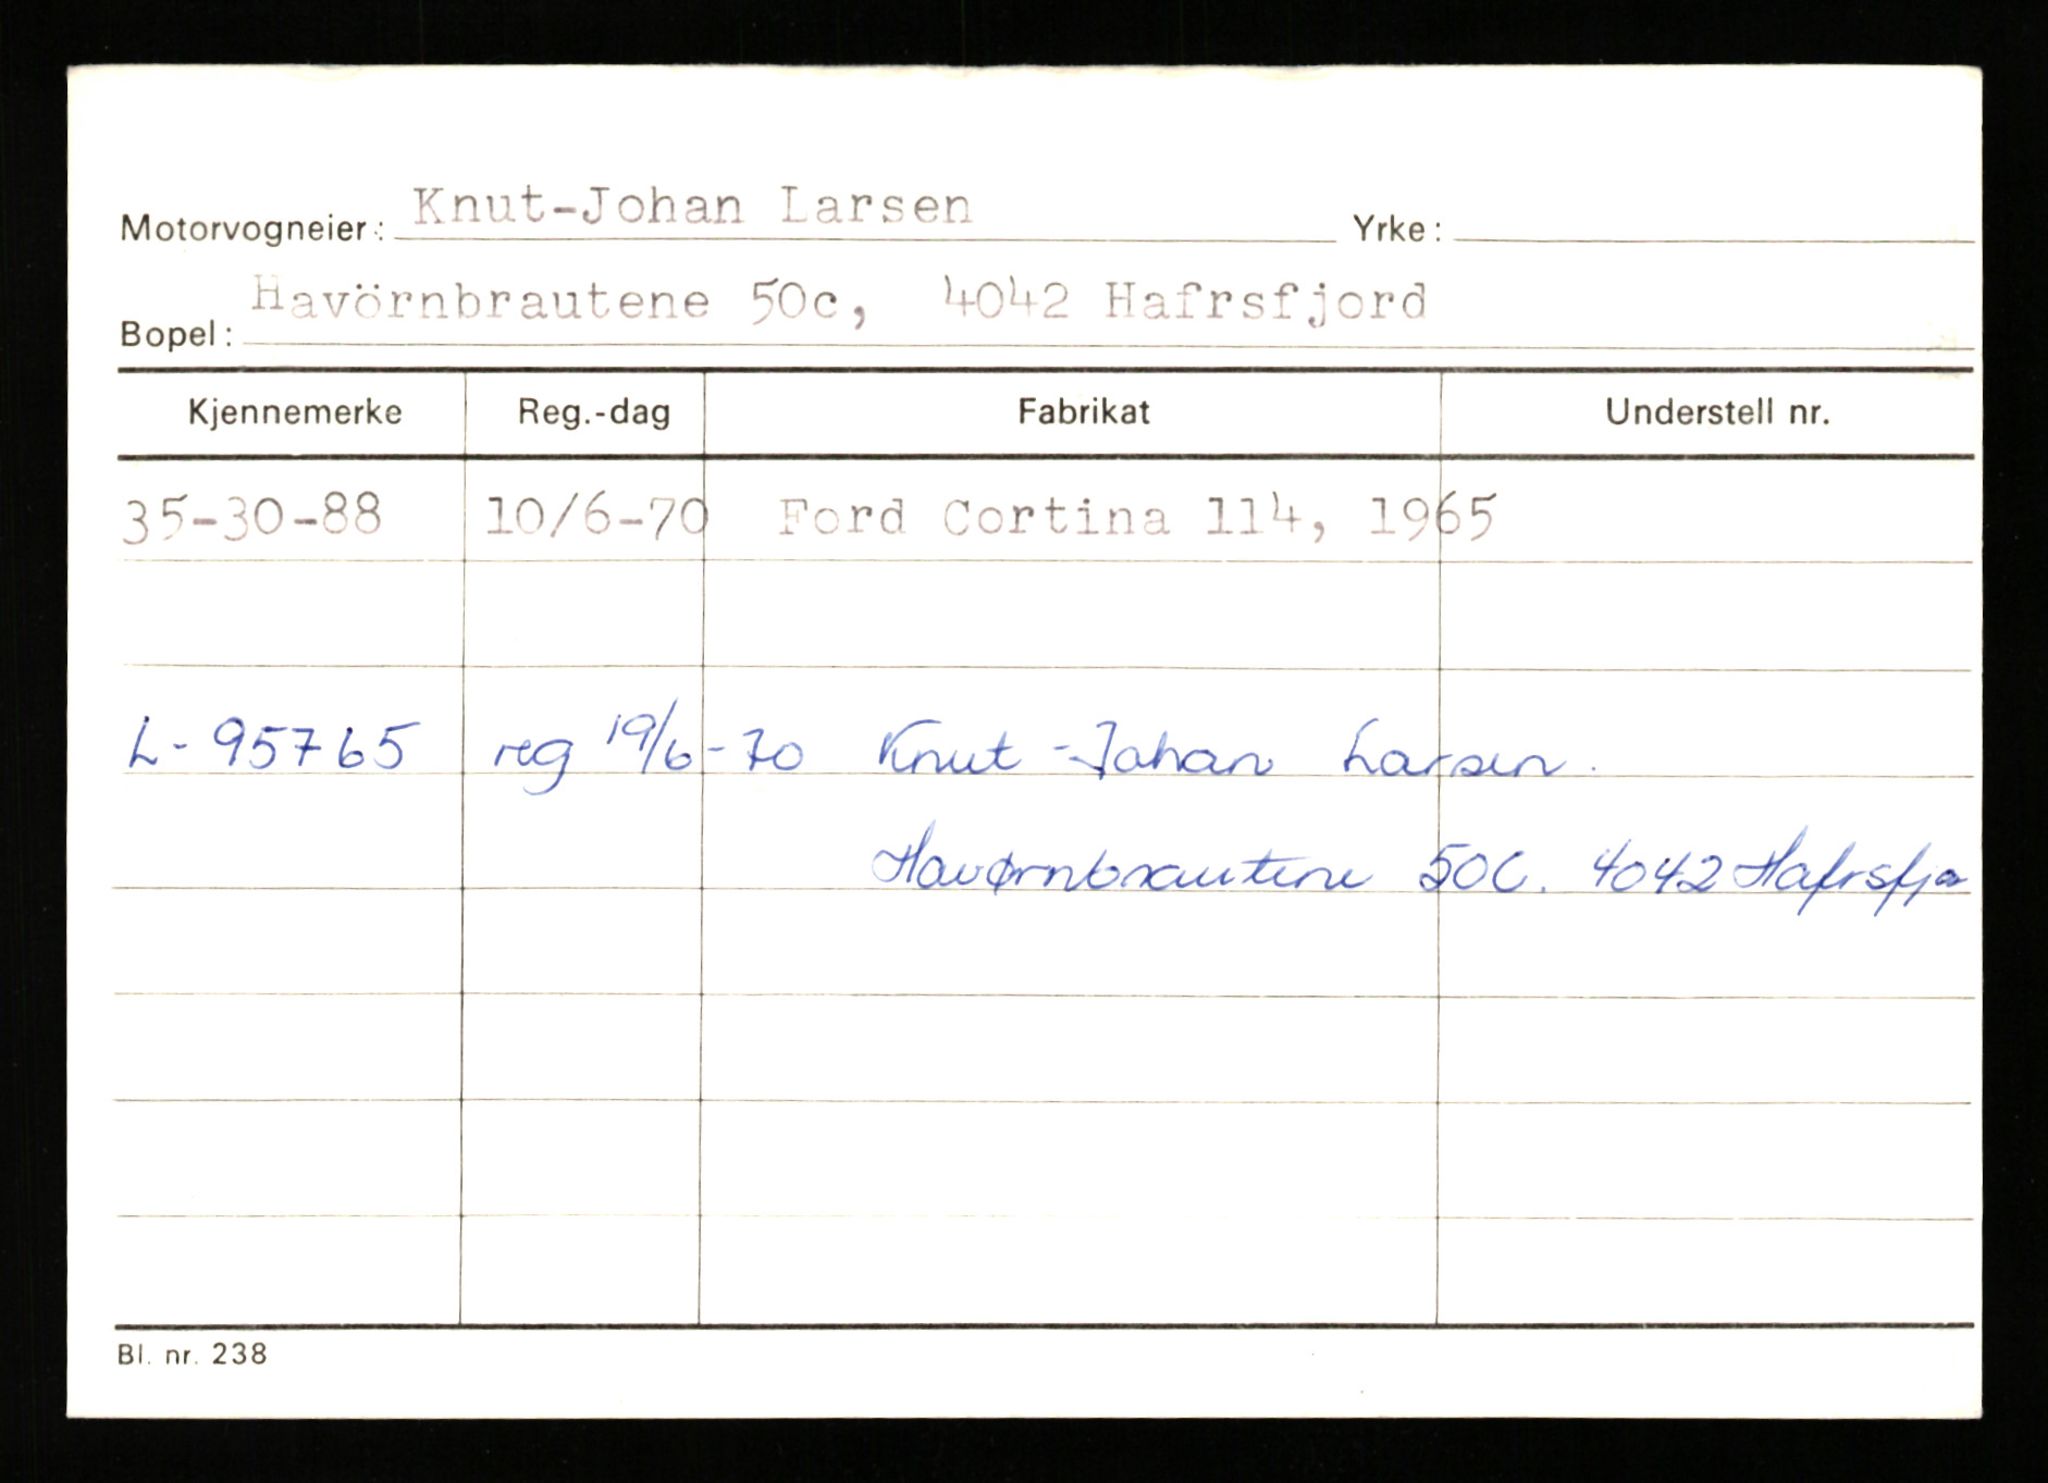 Motorvogneier: Knut-Johan Larsen Yrke:
Bopel: Havörnbrautene 50c, 4042 Hafrsfjord
Kjennemerke Reg.-dag Fabrikat Understell nr.
35-30-88 10/6-70 Ford Cortina 114, 1965
L-95765 reg 19/6-70 Knut-Johan Larsen.
Havørnbrautene 50C. 4042 Hafrsfjo
Bl. nr. 238